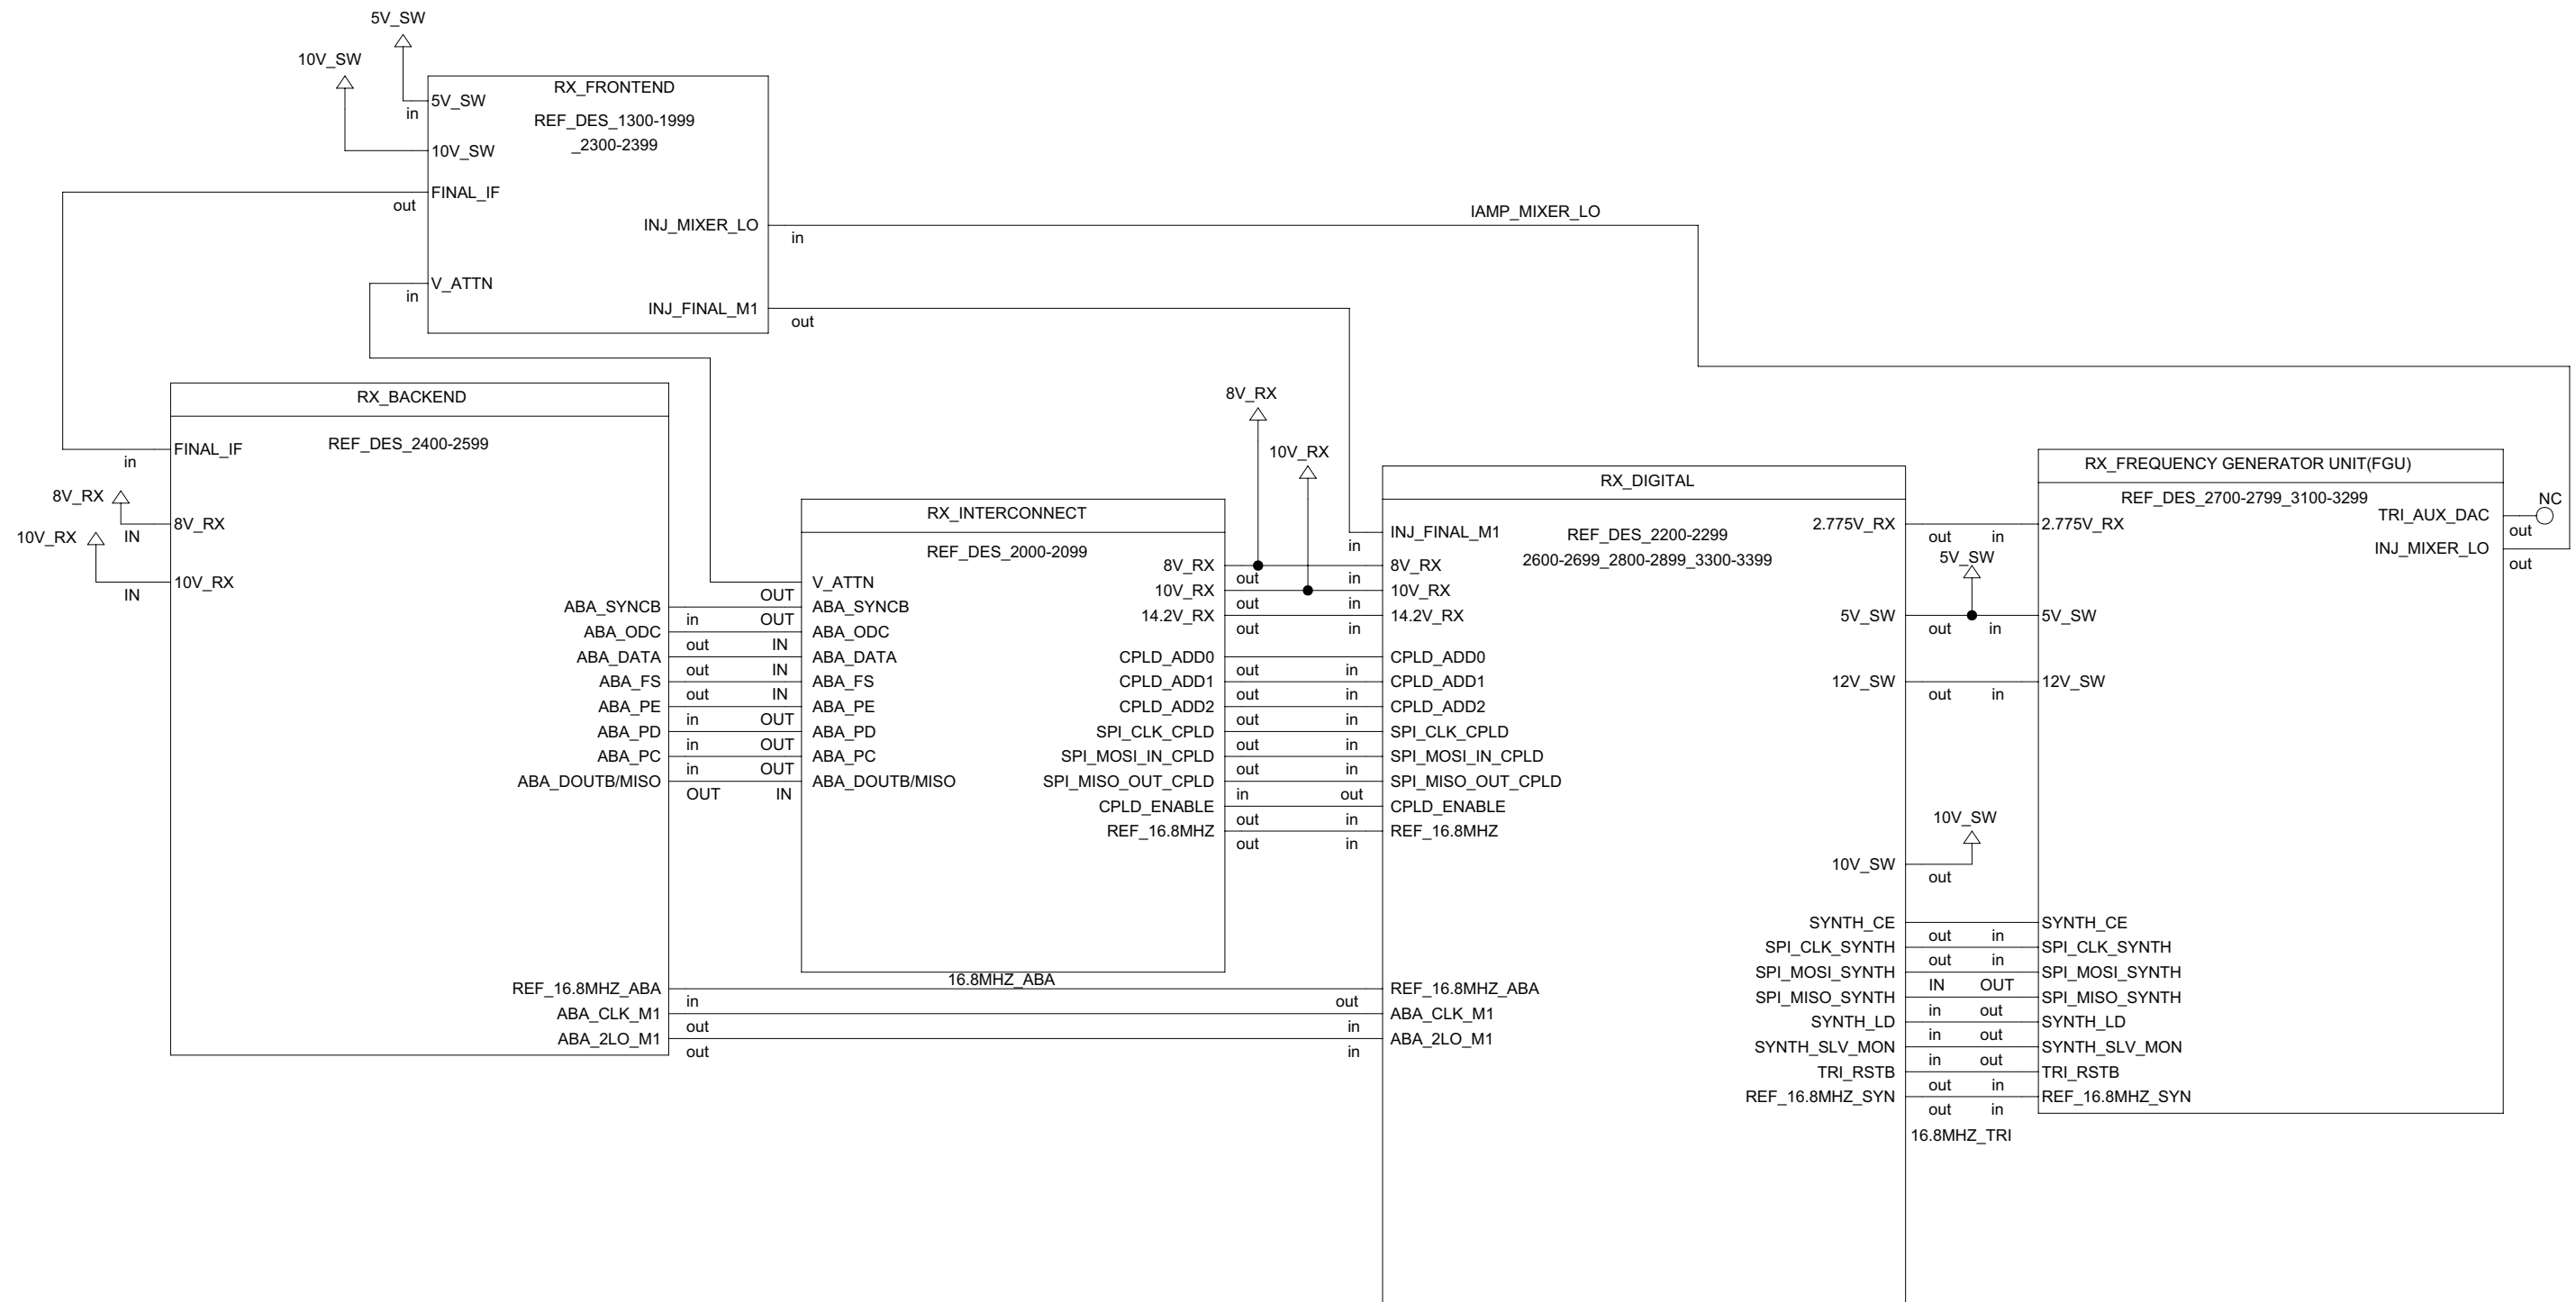 5V_SW
10V_SW
RX_FRONTEND
REF_DES_1300-1999
_2300-2399
5V_SW
in
10V_SW
FINAL_IF
out
INJ_MIXER_LO
in
IAMP_MIXER_LO
V_ATTN
in
INJ_FINAL_M1
out
RX_BACKEND
REF_DES_2400-2599
FINAL_IF
in
8V_RX
8V_RX
IN
10V_RX
10V_RX
IN
ABA_SYNCB
in
ABA_ODC
out
ABA_DATA
out
ABA_FS
out
ABA_PE
in
ABA_PD
in
ABA_PC
in
ABA_DOUTB/MISO
OUT
REF_16.8MHZ_ABA
in
ABA_CLK_M1
out
ABA_2LO_M1
out
RX_INTERCONNECT
REF_DES_2000-2099
V_ATTN
OUT
ABA_SYNCB
OUT
ABA_ODC
IN
ABA_DATA
IN
ABA_FS
IN
ABA_PE
OUT
ABA_PD
OUT
ABA_PC
OUT
ABA_DOUTB/MISO
IN
8V_RX
10V_RX
8V_RX
out
10V_RX
out
14.2V_RX
out
CPLD_ADD0
out
CPLD_ADD1
out
CPLD_ADD2
out
SPI_CLK_CPLD
out
SPI_MOSI_IN_CPLD
out
SPI_MISO_OUT_CPLD
in
CPLD_ENABLE
out
REF_16.8MHZ
out
16.8MHZ_ABA
RX_DIGITAL
REF_DES_2200-2299
2600-2699_2800-2899_3300-3399
INJ_FINAL_M1
in
8V_RX
in
10V_RX
in
14.2V_RX
in
CPLD_ADD0
in
CPLD_ADD1
in
CPLD_ADD2
in
SPI_CLK_CPLD
in
SPI_MOSI_IN_CPLD
in
SPI_MISO_OUT_CPLD
out
CPLD_ENABLE
in
REF_16.8MHZ
in
REF_16.8MHZ_ABA
out
ABA_CLK_M1
in
ABA_2LO_M1
in
2.775V_RX
out
5V_SW
5V_SW
out
12V_SW
out
10V_SW
10V_SW
out
SYNTH_CE
out
SPI_CLK_SYNTH
out
SPI_MOSI_SYNTH
IN
SPI_MISO_SYNTH
in
SYNTH_LD
in
SYNTH_SLV_MON
in
TRI_RSTB
out
REF_16.8MHZ_SYN
out
16.8MHZ_TRI
RX_FREQUENCY GENERATOR UNIT(FGU)
REF_DES_2700-2799_3100-3299
2.775V_RX
in
5V_SW
in
12V_SW
in
SYNTH_CE
in
SPI_CLK_SYNTH
in
SPI_MOSI_SYNTH
OUT
SPI_MISO_SYNTH
out
SYNTH_LD
out
SYNTH_SLV_MON
out
TRI_RSTB
in
REF_16.8MHZ_SYN
in
NC
TRI_AUX_DAC
out
INJ_MIXER_LO
out